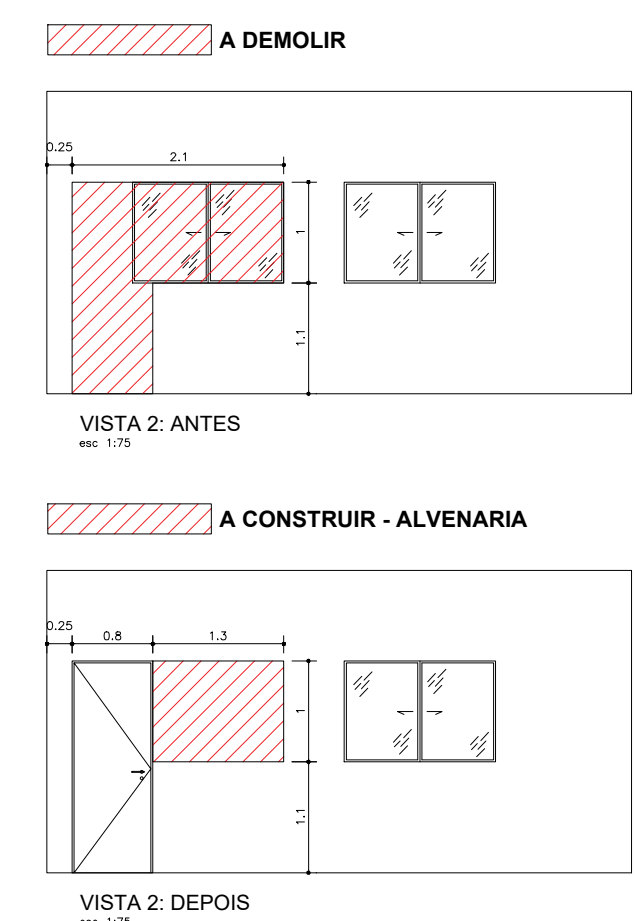 A DEMOLIR
0.25
2.1
1
1.1
VISTA 2: ANTES
esc 1:75
A CONSTRUIR - ALVENARIA
0.25
0.8
1.3
1
1.1
VISTA 2: DEPOIS
esc 1:75